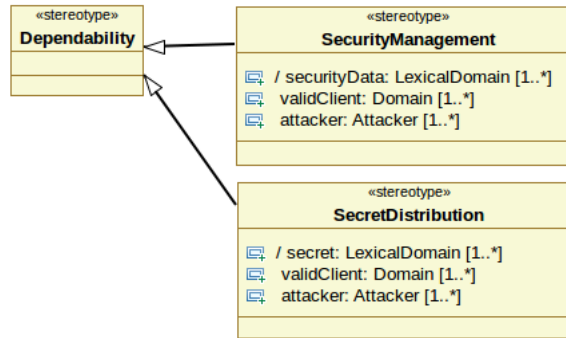 «stereotype»
Dependability
«stereotype»
SecurityManagement
/ securityData: LexicalDomain [1..*]
validClient: Domain [1..*]
attacker: Attacker [1..*]
«stereotype»
SecretDistribution
/ secret: LexicalDomain [1..*]
validClient: Domain [1..*]
attacker: Attacker [1..*]